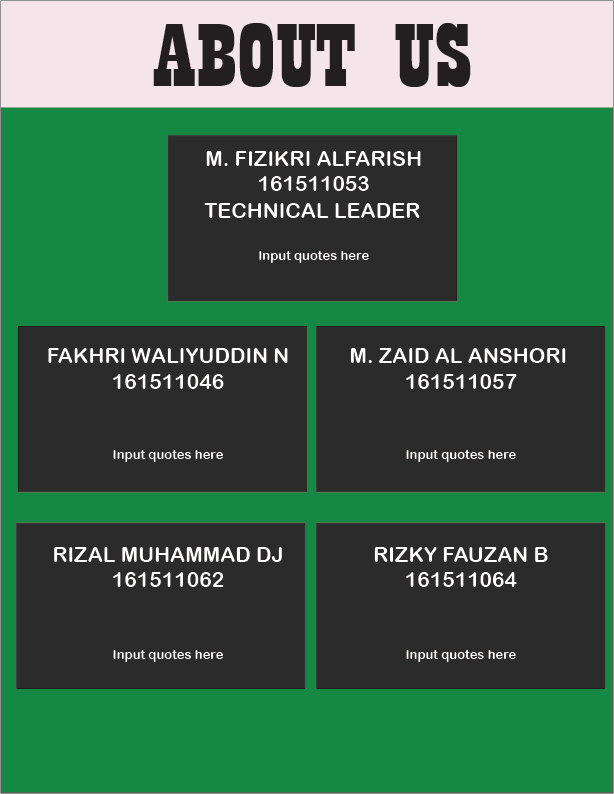 ABOUT US
M. FIZIKRI ALFARISH
161511053
TECHNICAL LEADER
Input quotes here
FAKHRI WALIYUDDIN N
161511046
Input quotes here
M. ZAID AL ANSHORI
161511057
Input quotes here
RIZAL MUHAMMAD DJ
161511062
Input quotes here
RIZKY FAUZAN B
161511064
Input quotes here